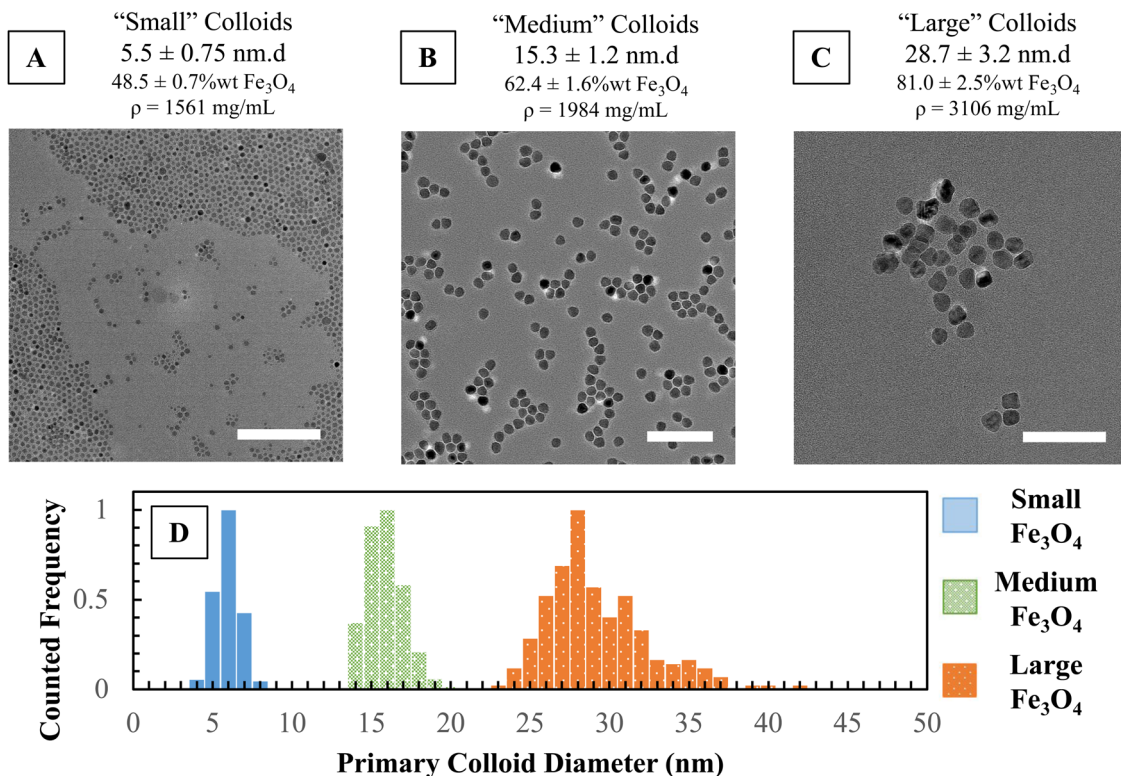 A
"Small" Colloids
5.5 ± 0.75 nm.d
48.5 ± 0.7%wt Fe₃O₄
ρ = 1561 mg/mL
B
"Medium" Colloids
15.3 ± 1.2 nm.d
62.4 ± 1.6%wt Fe₃O₄
ρ = 1984 mg/mL
C
"Large" Colloids
28.7 ± 3.2 nm.d
81.0 ± 2.5%wt Fe₃O₄
ρ = 3106 mg/mL
D
Counted Frequency
1
0.5
0
0 5 10 15 20 25 30 35 40 45 50
Primary Colloid Diameter (nm)
Small
Fe₃O₄
Medium
Fe₃O₄
Large
Fe₃O₄